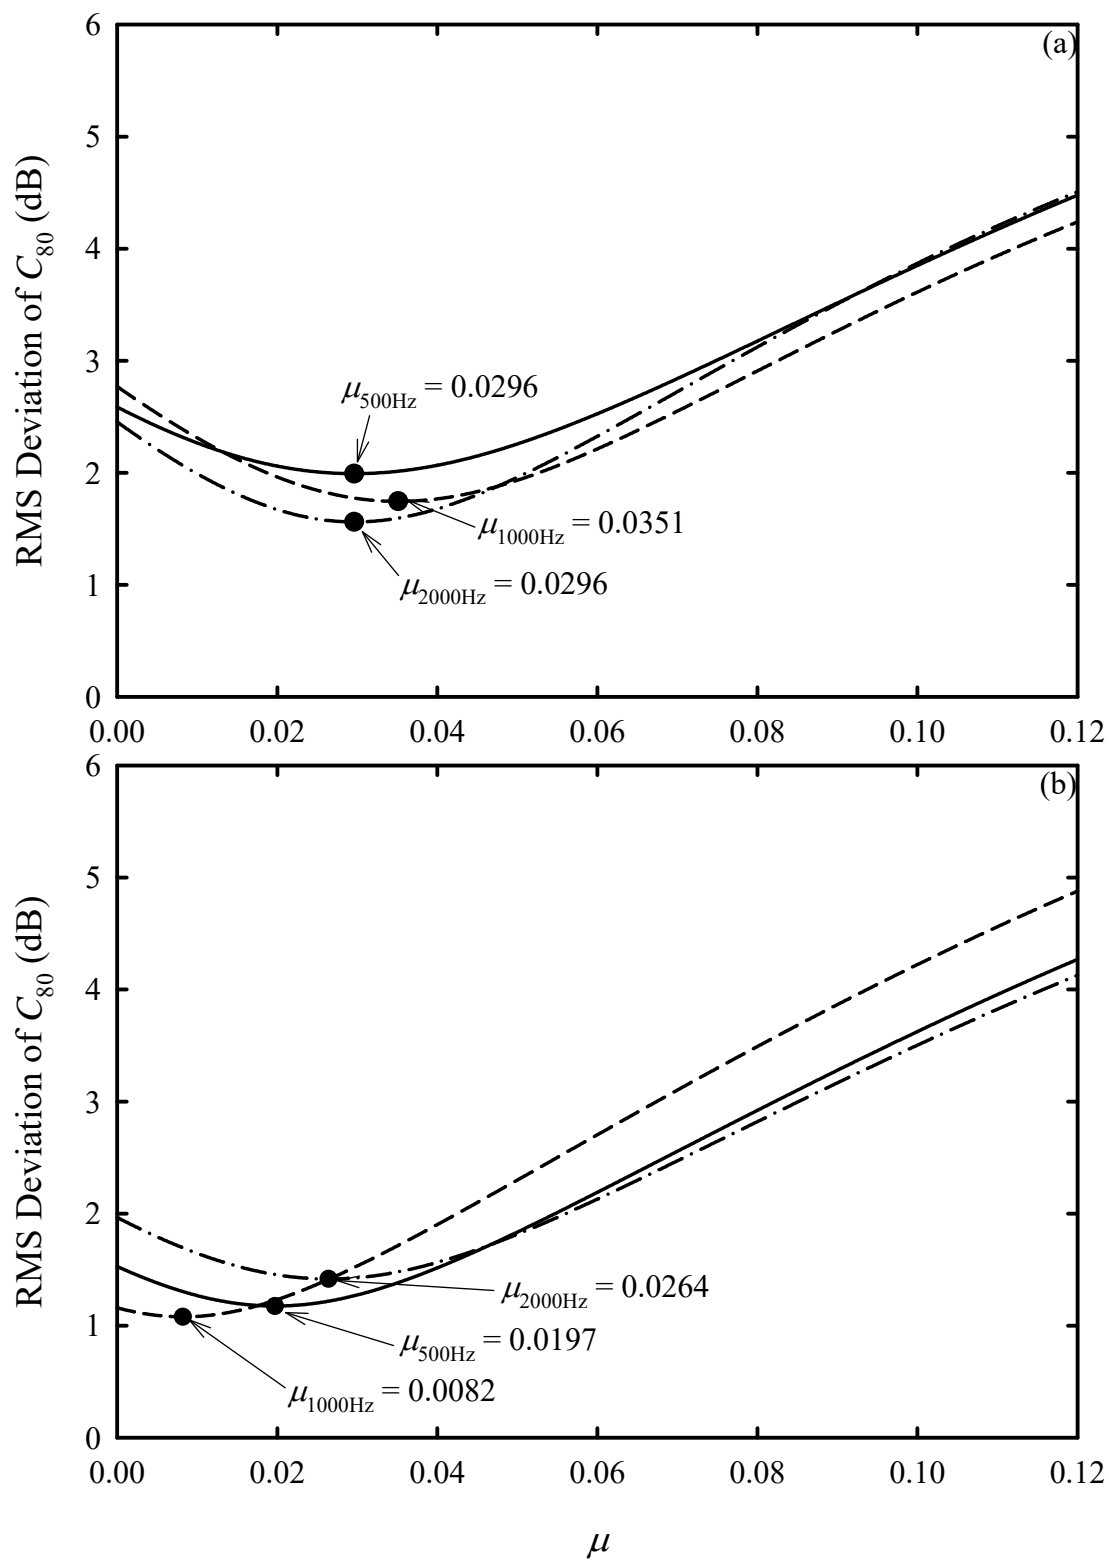 6
(a)
5
4
3
2
1
0
RMS Deviation of C80 (dB)
μ500Hz = 0.0296
μ1000Hz = 0.0351
μ2000Hz = 0.0296
0.00 0.02 0.04 0.06 0.08 0.10 0.12
6
(b)
5
4
3
2
1
0
RMS Deviation of C80 (dB)
μ2000Hz = 0.0264
μ500Hz = 0.0197
μ1000Hz = 0.0082
0.00 0.02 0.04 0.06 0.08 0.10 0.12
μ